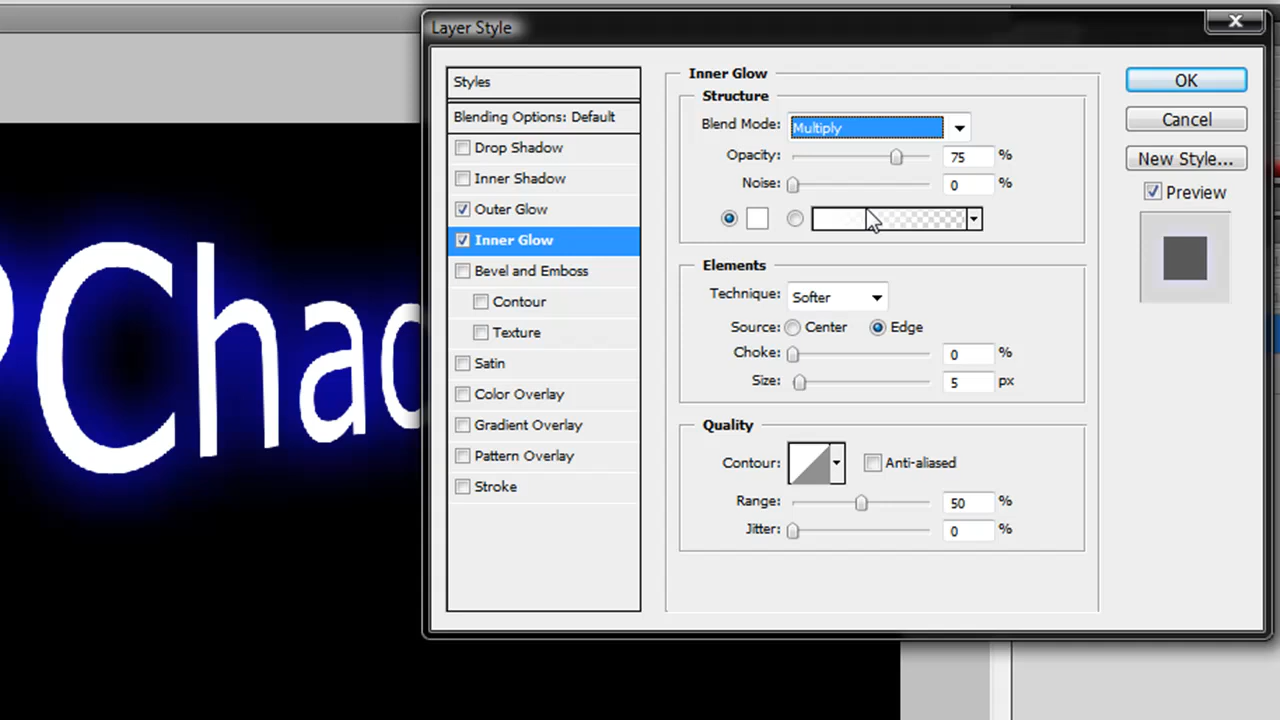 Layer Style
Styles
Blending Options: Default
Drop Shadow
Inner Shadow
Outer Glow
Inner Glow
Bevel and Emboss
Contour
Texture
Satin
Color Overlay
Gradient Overlay
Pattern Overlay
Stroke
Inner Glow
Structure
Blend Mode: Multiply
Opacity: 75 %
Noise: 0 %
Elements
Technique: Softer
Source: Center Edge
Choke: 0 %
Size: 5 px
Quality
Contour: Anti-aliased
Range: 50 %
Jitter: 0 %
OK
Cancel
New Style...
Preview